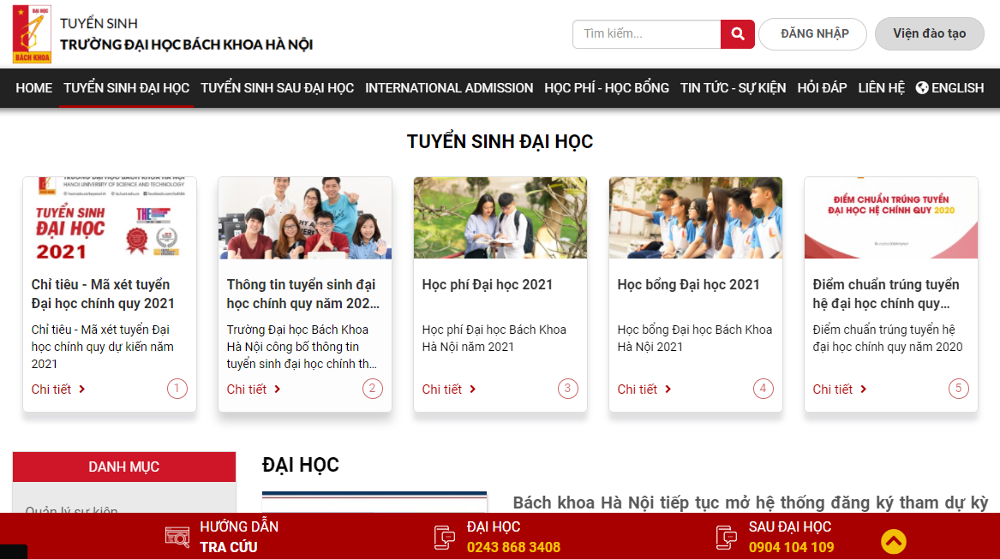 ĐẠI HỌC
BÁCH KHOA
TUYỂN SINH
TRƯỜNG ĐẠI HỌC BÁCH KHOA HÀ NỘI
Tìm kiếm...
ĐĂNG NHẬP
Viện đào tạo
HOME TUYỂN SINH ĐẠI HỌC TUYỂN SINH SAU ĐẠI HỌC INTERNATIONAL ADMISSION HỌC PHÍ - HỌC BỔNG TIN TỨC - SỰ KIỆN HỎI ĐÁP LIÊN HỆ ENGLISH
TUYỂN SINH ĐẠI HỌC
HANOI UNIVERSITY OF SCIENCE AND TECHNOLOGY
TUYỂN SINH
ĐẠI HỌC
2021
THE
Chỉ tiêu - Mã xét tuyển
Đại học chính quy 2021
Chỉ tiêu - Mã xét tuyển Đại
học chính quy dự kiến năm
2021
Chi tiết
1
Thông tin tuyển sinh đại
học chính quy năm 202...
Trường Đại học Bách Khoa
Hà Nội công bố thông tin
tuyển sinh đại học chính th...
Chi tiết
2
Học phí Đại học 2021
Học phí Đại học Bách Khoa
Hà Nội năm 2021
Chi tiết
3
Học bổng Đại học 2021
Học bổng Đại học Bách Khoa
Hà Nội 2021
Chi tiết
4
ĐIỂM CHUẨN TRÚNG TUYỂN
ĐẠI HỌC HỆ CHÍNH QUY 2020
Điểm chuẩn trúng tuyển
hệ đại học chính quy...
Điểm chuẩn trúng tuyển hệ
đại học chính quy năm 2020
Chi tiết
5
DANH MỤC
Quản lý sự kiện
ĐẠI HỌC
Bách khoa Hà Nội tiếp tục mở hệ thống đăng ký tham dự kỳ
HƯỚNG DẪN
TRA CỨU
ĐẠI HỌC
0243 868 3408
SAU ĐẠI HỌC
0904 104 109